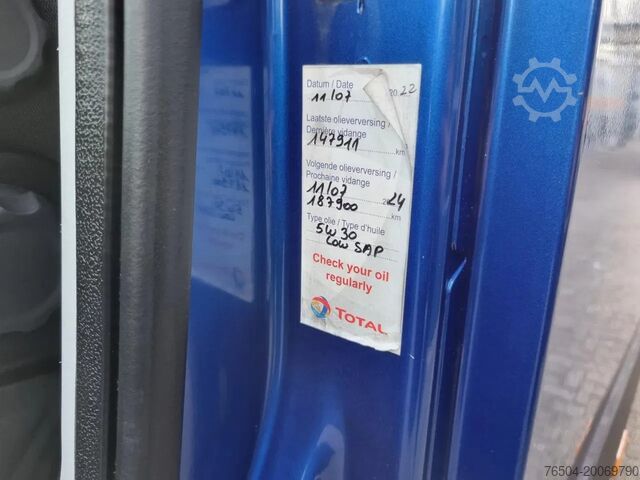 Datum / Date
11/07 2022
Laatste olieverversing /
Dernière vidange
147911 km
Volgende olieverversing /
Prochaine vidange
11/07 2024
187900 km
Type olie / Type d'huile
5W30
LOW SAP
Check your oil
regularly
TOTAL
76504-20069790